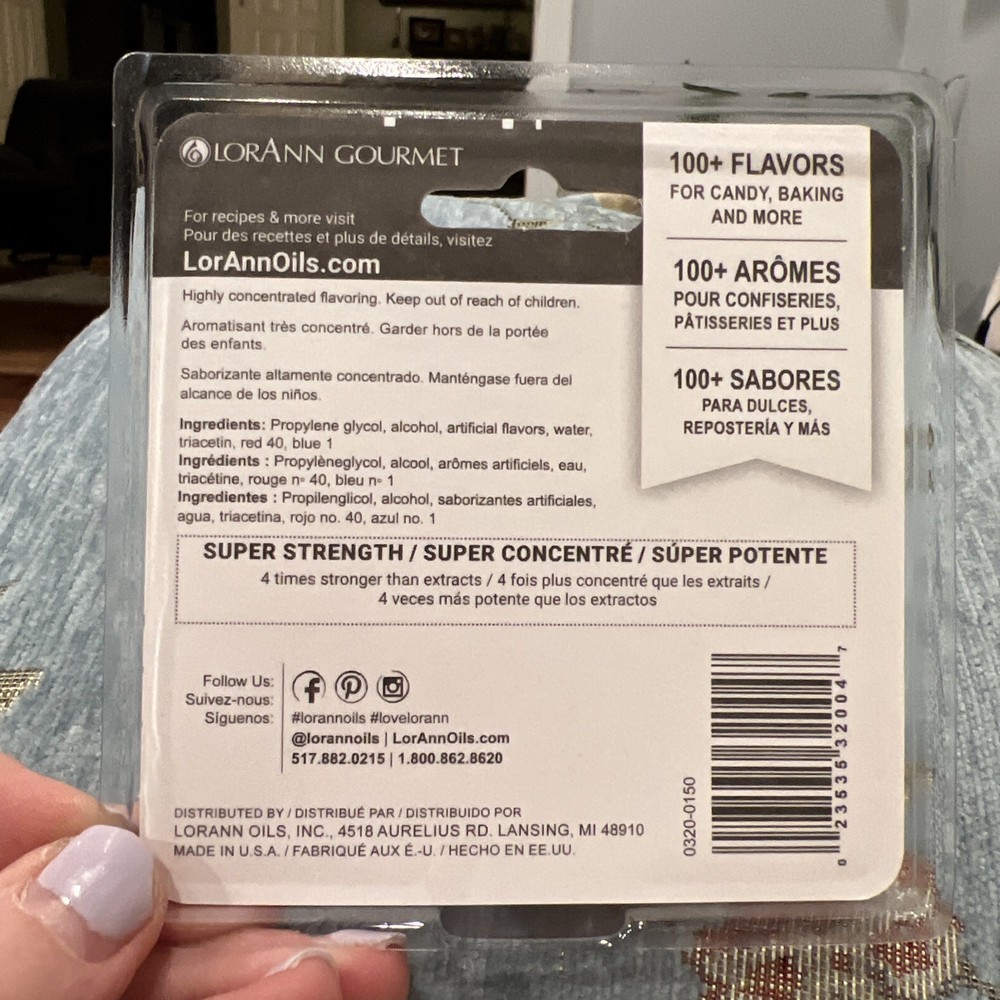 LORANN GOURMET
For recipes & more visit
Pour des recettes et plus de détails, visitez
LorAnnOils.com
100+ FLAVORS
FOR CANDY, BAKING
AND MORE
100+ ARÔMES
POUR CONFISERIES,
PÂTISSERIES ET PLUS
100+ SABORES
PARA DULCES,
REPOSTERÍA Y MÁS
Highly concentrated flavoring. Keep out of reach of children.
Aromatisant très concentré. Garder hors de la portée
des enfants.
Saborizante altamente concentrado. Manténgase fuera del
alcance de los niños.
Ingredients: Propylene glycol, alcohol, artificial flavors, water,
triacetin, red 40, blue 1
Ingrédients : Propylèneglycol, alcool, arômes artificiels, eau,
triacétine, rouge nº 40, bleu nº 1
Ingredientes : Propilenglicol, alcohol, saborizantes artificiales,
agua, triacetina, rojo no. 40, azul no. 1
SUPER STRENGTH / SUPER CONCENTRÉ / SÚPER POTENTE
4 times stronger than extracts / 4 fois plus concentré que les extraits /
4 veces más potente que los extractos
Follow Us:
Suivez-nous:
Síguenos:
#lorannoils #lovelorann
@lorannoils | LorAnnOils.com
517.882.0215 | 1.800.862.8620
DISTRIBUTED BY / DISTRIBUÉ PAR / DISTRIBUIDO POR
LORANN OILS, INC., 4518 AURELIUS RD. LANSING, MI 48910
MADE IN U.S.A. / FABRIQUÉ AUX É.-U. / HECHO EN EE.UU.
0320-0150
0 23535 32004 7